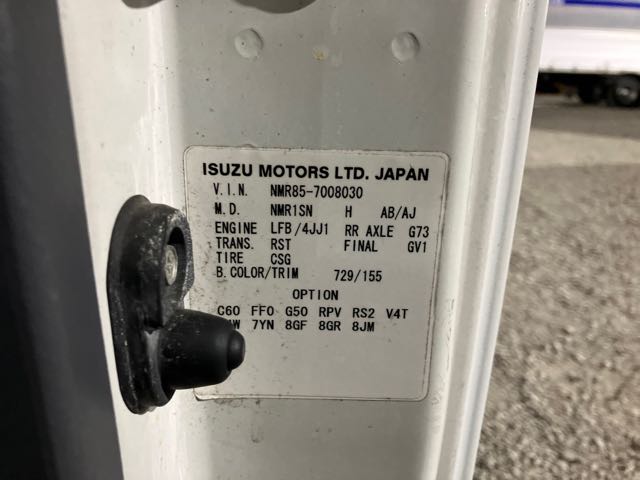 ISUZU MOTORS LTD. JAPAN
V.I.N. NMR85-7008030
M.D. NMR1SN H AB/AJ
ENGINE LFB/4JJ1 RR AXLE G73
TRANS. RST FINAL GV1
TIRE CSG
B.COLOR/TRIM 729/155
OPTION
C60 FF0 G50 RPV RS2 V4T
7YN 8GF 8GR 8JM